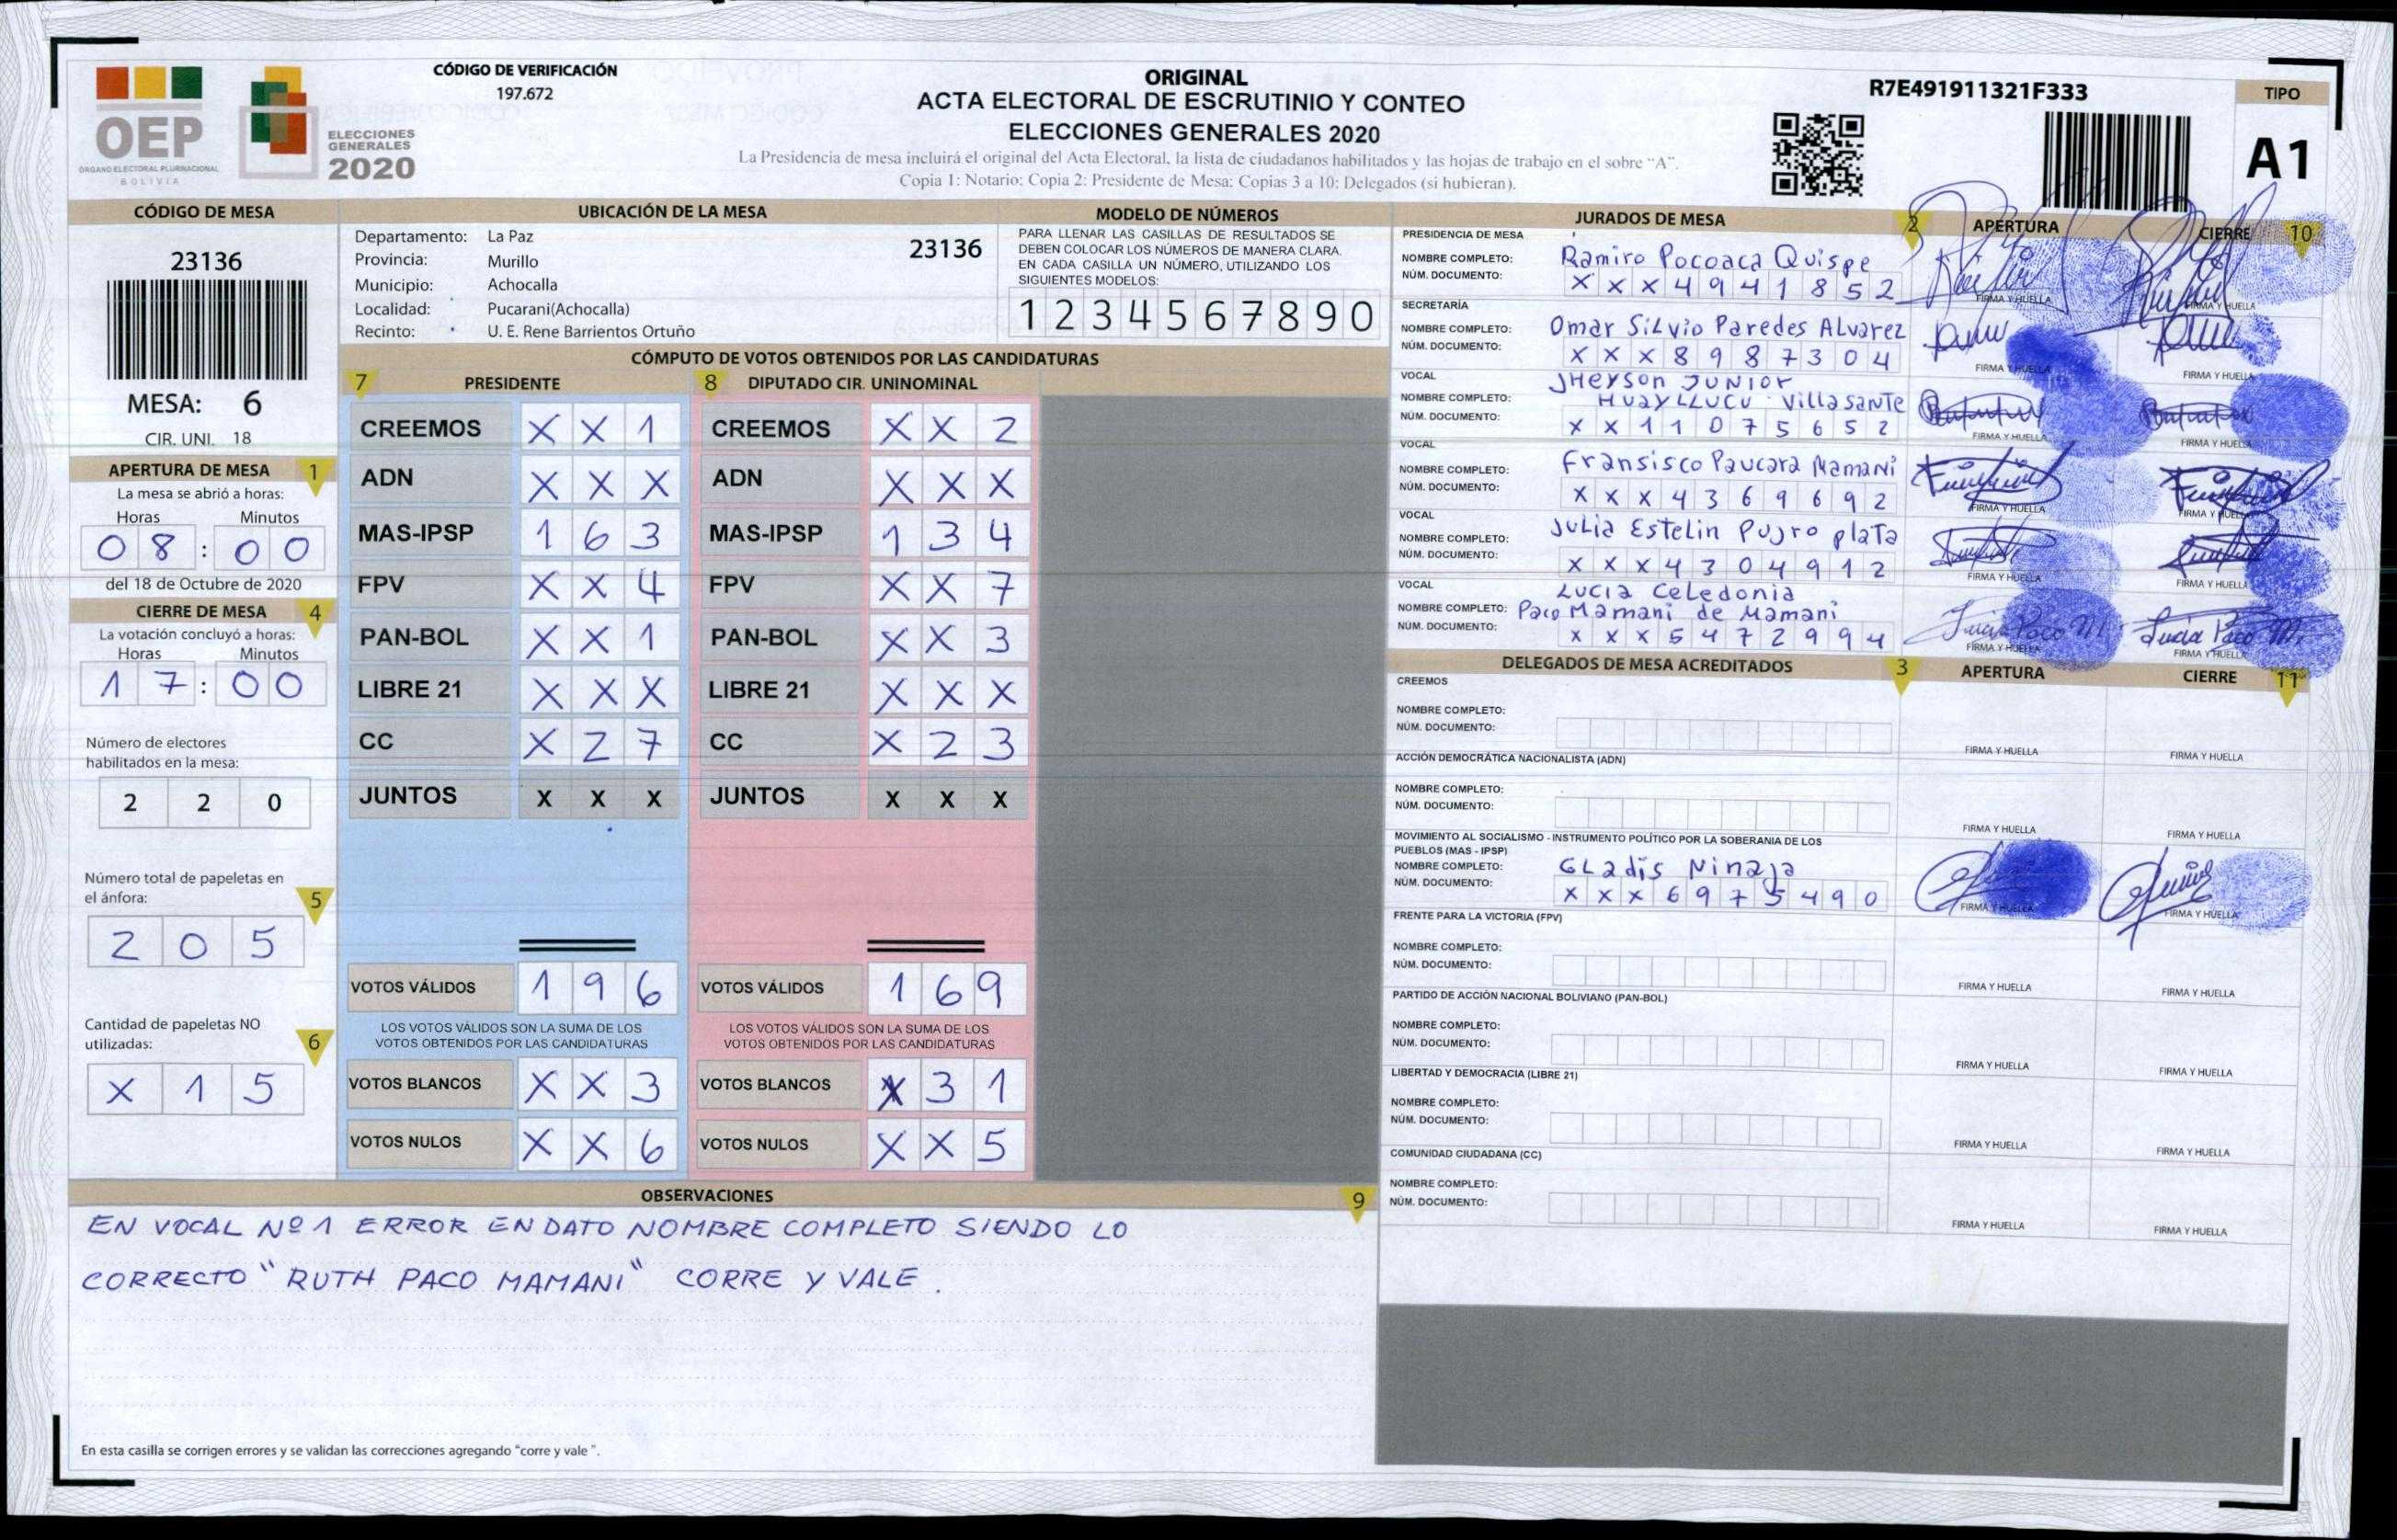 OEP
ÓRGANO ELECTORAL PLURINACIONAL
BOLIVIA
ELECCIONES
GENERALES
2020
CÓDIGO DE VERIFICACIÓN
197.672
ORIGINAL
ACTA ELECTORAL DE ESCRUTINIO Y CONTEO
ELECCIONES GENERALES 2020
La Presidencia de mesa incluirá el original del Acta Electoral, la lista de ciudadanos habilitados y las hojas de trabajo en el sobre "A".
Copia 1: Notario; Copia 2: Presidente de Mesa; Copias 3 a 10: Delegados (si hubieran).
R7E491911321F333
TIPO
A1
CÓDIGO DE MESA
23136
MESA: 6
CIR. UNI. 18
APERTURA DE MESA 1
La mesa se abrió a horas:
Horas Minutos
0 8 : 0 0
del 18 de Octubre de 2020
CIERRE DE MESA 4
La votación concluyó a horas:
Horas Minutos
1 7 : 0 0
Número de electores
habilitados en la mesa:
2 2 0
Número total de papeletas en
el ánfora: 5
2 0 5
Cantidad de papeletas NO
utilizadas: 6
X 1 5
UBICACIÓN DE LA MESA
Departamento: La Paz 23136
Provincia: Murillo
Municipio: Achocalla
Localidad: Pucarani(Achocalla)
Recinto: U. E. Rene Barrientos Ortuño
MODELO DE NÚMEROS
PARA LLENAR LAS CASILLAS DE RESULTADOS SE
DEBEN COLOCAR LOS NÚMEROS DE MANERA CLARA.
EN CADA CASILLA UN NÚMERO, UTILIZANDO LOS
SIGUIENTES MODELOS:
1 2 3 4 5 6 7 8 9 0
CÓMPUTO DE VOTOS OBTENIDOS POR LAS CANDIDATURAS
7 PRESIDENTE
CREEMOS X X 1
ADN X X X
MAS-IPSP 1 6 3
FPV X X 4
PAN-BOL X X 1
LIBRE 21 X X X
CC X 2 7
JUNTOS X X X
VOTOS VÁLIDOS 1 9 6
LOS VOTOS VÁLIDOS SON LA SUMA DE LOS
VOTOS OBTENIDOS POR LAS CANDIDATURAS
VOTOS BLANCOS X X 3
VOTOS NULOS X X 6
8 DIPUTADO CIR. UNINOMINAL
CREEMOS X X 2
ADN X X X
MAS-IPSP 1 3 4
FPV X X 7
PAN-BOL X X 3
LIBRE 21 X X X
CC X 2 3
JUNTOS X X X
VOTOS VÁLIDOS 1 6 9
LOS VOTOS VÁLIDOS SON LA SUMA DE LOS
VOTOS OBTENIDOS POR LAS CANDIDATURAS
VOTOS BLANCOS X 3 1
VOTOS NULOS X X 5
OBSERVACIONES 9
EN VOCAL Nº 1 ERROR EN DATO NOMBRE COMPLETO SIENDO LO
CORRECTO "RUTH PACO MAMANI" CORRE Y VALE .
En esta casilla se corrigen errores y se validan las correcciones agregando "corre y vale ".
JURADOS DE MESA 2 APERTURA CIERRE 10
PRESIDENCIA DE MESA
NOMBRE COMPLETO: Ramiro Pocoaca Quispe
NÚM. DOCUMENTO: X X X 4 9 4 1 8 5 2
FIRMA Y HUELLA FIRMA Y HUELLA
SECRETARÍA
NOMBRE COMPLETO: Omar SiLvio Paredes Alvarez
NÚM. DOCUMENTO: X X X 8 9 8 7 3 0 4
FIRMA Y HUELLA FIRMA Y HUELLA
VOCAL JHeyson JUNIOR
NOMBRE COMPLETO: HUAYLLUCU VillaSANTE
NÚM. DOCUMENTO: X X 1 1 0 7 5 6 5 2
FIRMA Y HUELLA FIRMA Y HUELLA
VOCAL
NOMBRE COMPLETO: Fransisco Paucara MamaNi
NÚM. DOCUMENTO: X X X 4 3 6 9 6 9 2
FIRMA Y HUELLA FIRMA Y HUELLA
VOCAL
NOMBRE COMPLETO: JuLia Estelin Pujro plaTa
NÚM. DOCUMENTO: X X X 4 3 0 4 9 1 2
FIRMA Y HUELLA FIRMA Y HUELLA
VOCAL LUCIA Celedonia
NOMBRE COMPLETO: Paco Mamani de Mamani
NÚM. DOCUMENTO: X X X 5 4 7 2 9 9 4
Lucia Paco M. Lucia Paco M.
FIRMA Y HUELLA FIRMA Y HUELLA
DELEGADOS DE MESA ACREDITADOS 3 APERTURA CIERRE 11
CREEMOS
NOMBRE COMPLETO:
NÚM. DOCUMENTO:
FIRMA Y HUELLA FIRMA Y HUELLA
ACCIÓN DEMOCRÁTICA NACIONALISTA (ADN)
NOMBRE COMPLETO:
NÚM. DOCUMENTO:
FIRMA Y HUELLA FIRMA Y HUELLA
MOVIMIENTO AL SOCIALISMO - INSTRUMENTO POLÍTICO POR LA SOBERANIA DE LOS
PUEBLOS (MAS - IPSP)
NOMBRE COMPLETO: GLadis Ninaja
NÚM. DOCUMENTO: X X X 6 9 7 5 4 9 0
FIRMA Y HUELLA FIRMA Y HUELLA
FRENTE PARA LA VICTORIA (FPV)
NOMBRE COMPLETO:
NÚM. DOCUMENTO:
FIRMA Y HUELLA FIRMA Y HUELLA
PARTIDO DE ACCIÓN NACIONAL BOLIVIANO (PAN-BOL)
NOMBRE COMPLETO:
NÚM. DOCUMENTO:
FIRMA Y HUELLA FIRMA Y HUELLA
LIBERTAD Y DEMOCRACIA (LIBRE 21)
NOMBRE COMPLETO:
NÚM. DOCUMENTO:
FIRMA Y HUELLA FIRMA Y HUELLA
COMUNIDAD CIUDADANA (CC)
NOMBRE COMPLETO:
NÚM. DOCUMENTO:
FIRMA Y HUELLA FIRMA Y HUELLA